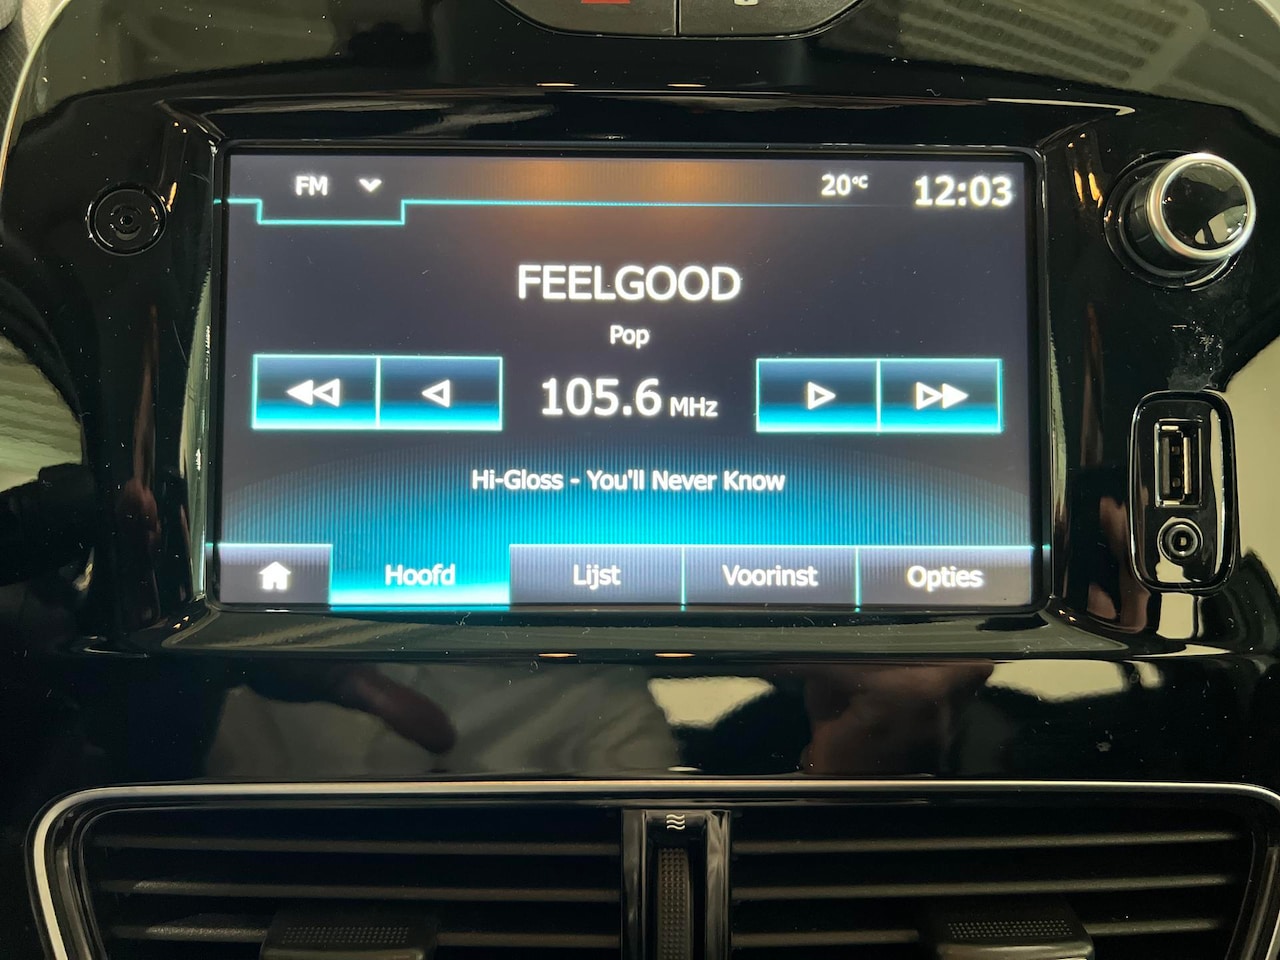 FM 20°C 12:03
FEELGOOD
Pop
105.6 MHz
Hi-Gloss - You'll Never Know
Hoofd Lijst Voorinst Opties